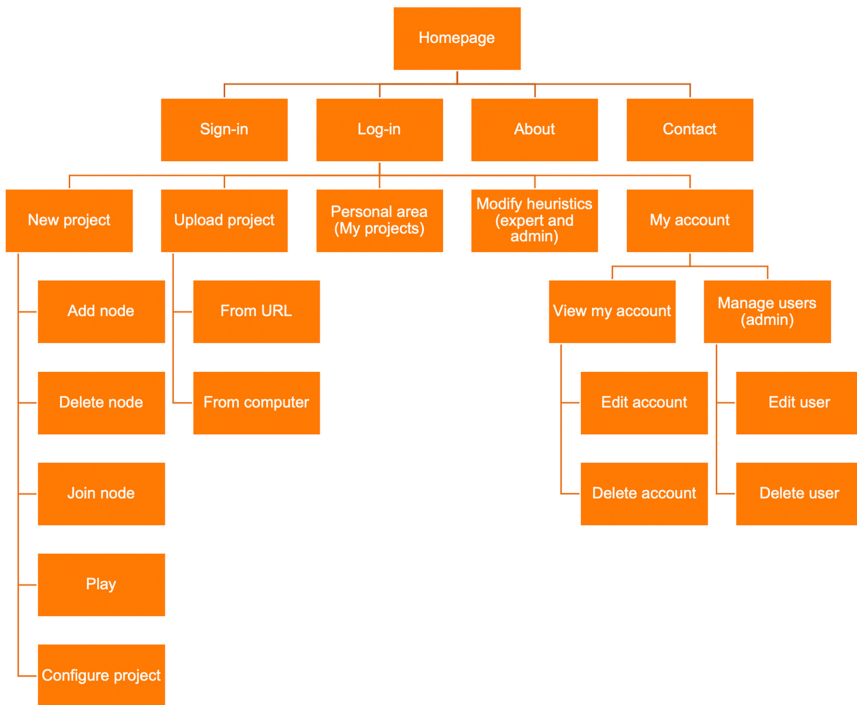 Homepage
Sign-in
Log-in
About
Contact
New project
Upload project
Personal area
(My projects)
Modify heuristics
(expert and
admin)
My account
Add node
From URL
View my account
Manage users
(admin)
Delete node
From computer
Edit account
Edit user
Join node
Delete account
Delete user
Play
Configure project